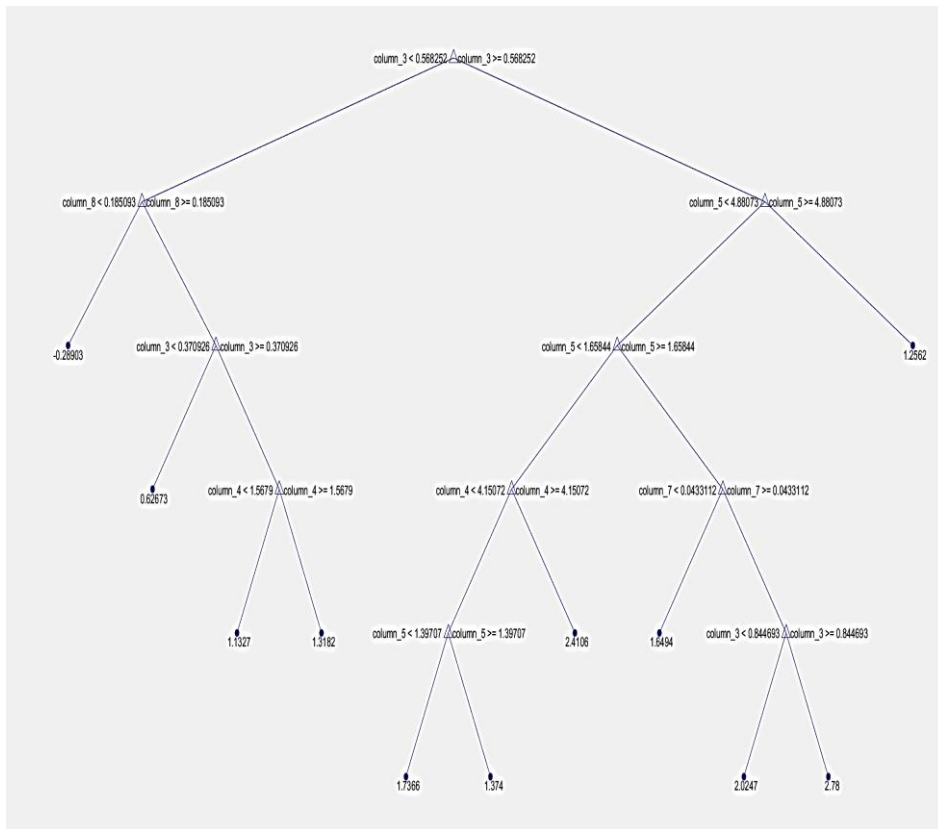 column_3 < 0.568252 column_3 >= 0.568252
column_8 < 0.185093 column_8 >= 0.185093
column_5 < 4.88073 column_5 >= 4.88073
-0.28903
column_3 < 0.370926 column_3 >= 0.370926
column_5 < 1.65844 column_5 >= 1.65844
1.2562
0.62673
column_4 < 1.5679 column_4 >= 1.5679
column_4 < 4.15072 column_4 >= 4.15072
column_7 < 0.0433112 column_7 >= 0.0433112
1.1327
1.3182
column_5 < 1.39707 column_5 >= 1.39707
2.4106
1.6494
column_3 < 0.844693 column_3 >= 0.844693
1.7366
1.374
2.0247
2.78